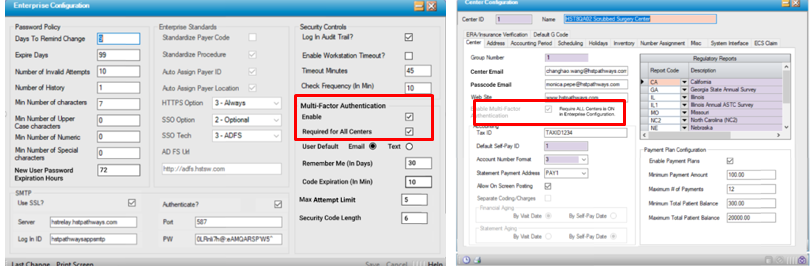 Enterprise Configuration
Password Policy
Days To Remind Change
Expire Days 99
Number of Invalid Attempts 10
Number of History 1
Min Number of characters 7
Min Number of Upper Case characters 0
Min Number of Numeric 0
Min Number of Special characters 0
New User Password Expiration Hours 72
Enterprise Standards
Standardize Payer Code
Standardize Procedure
Auto Assign Payer ID
Auto Assign Payer Location
HTTPS Option 3 - Always
SSO Option 2 - Optional
SSO Tech 3 - ADFS
AD FS Url
http://adfs.hstsw.com
Security Controls
Log In Audit Trail?
Enable Workstation Timeout?
Timeout Minutes 45
Check Frequency (In Min) 10
Multi-Factor Authentication
Enable
Required for All Centers
User Default Email Text
Remember Me (In Days) 30
Code Expiration (In Min) 10
Max Attempt Limit 5
Security Code Length 6
SMTP
Use SSL?
Authenticate?
Server hstrelay.hstpathways.com
Port 587
Log In ID hstpathwaysappsmtp
PW
Last Change Print Screen Save Cancel Help
Center Configuration
Center ID 1 Name HST8QA92 Scrubbed Surgery Center
ERA/Insurance Verification Default G Code
Center Address Accounting Period Scheduling Holidays Inventory Number Assignment Misc System Interface ECS Claim
Group Number 1
Center Email changhao.wang@hstpathways.com
Passcode Email monica.pepe@hstpathways.com
Web Site www.hstpathways.com
Enable Multi-Factor Authentication
Require ALL Centers is ON in Enterprise Configuration.
Accounting
Tax ID TAXID1234
Default Self-Pay ID 1
Account Number Format 3
Statement Payment Address PAY1
Allow On Screen Posting
Separate Coding/Charges
Financial Aging
By Visit Date By Self-Pay Date
Statement Aging
By Visit Date By Self-Pay Date
Regulatory Reports
Report Code Description
CA California
GA Georgia State Annual Survey
IL Illinois
IL1 Illinois Annual ASTC Survey
MO Missouri
NC2 North Carolina (NC2)
NE Nebraska
Payment Plan Configuration
Enable Payment Plans
Minimum Payment Amount 100.00
Maximum # of Payments 12
Minimum Total Patient Balance 300.00
Maximum Total Patient Balance 20000.00